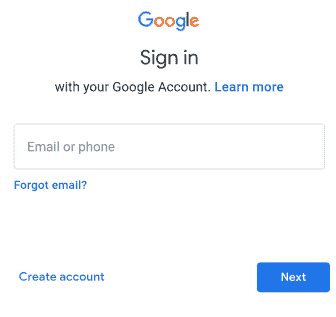 Google
Sign in
with your Google Account. Learn more
Email or phone
Forgot email?
Create account
Next